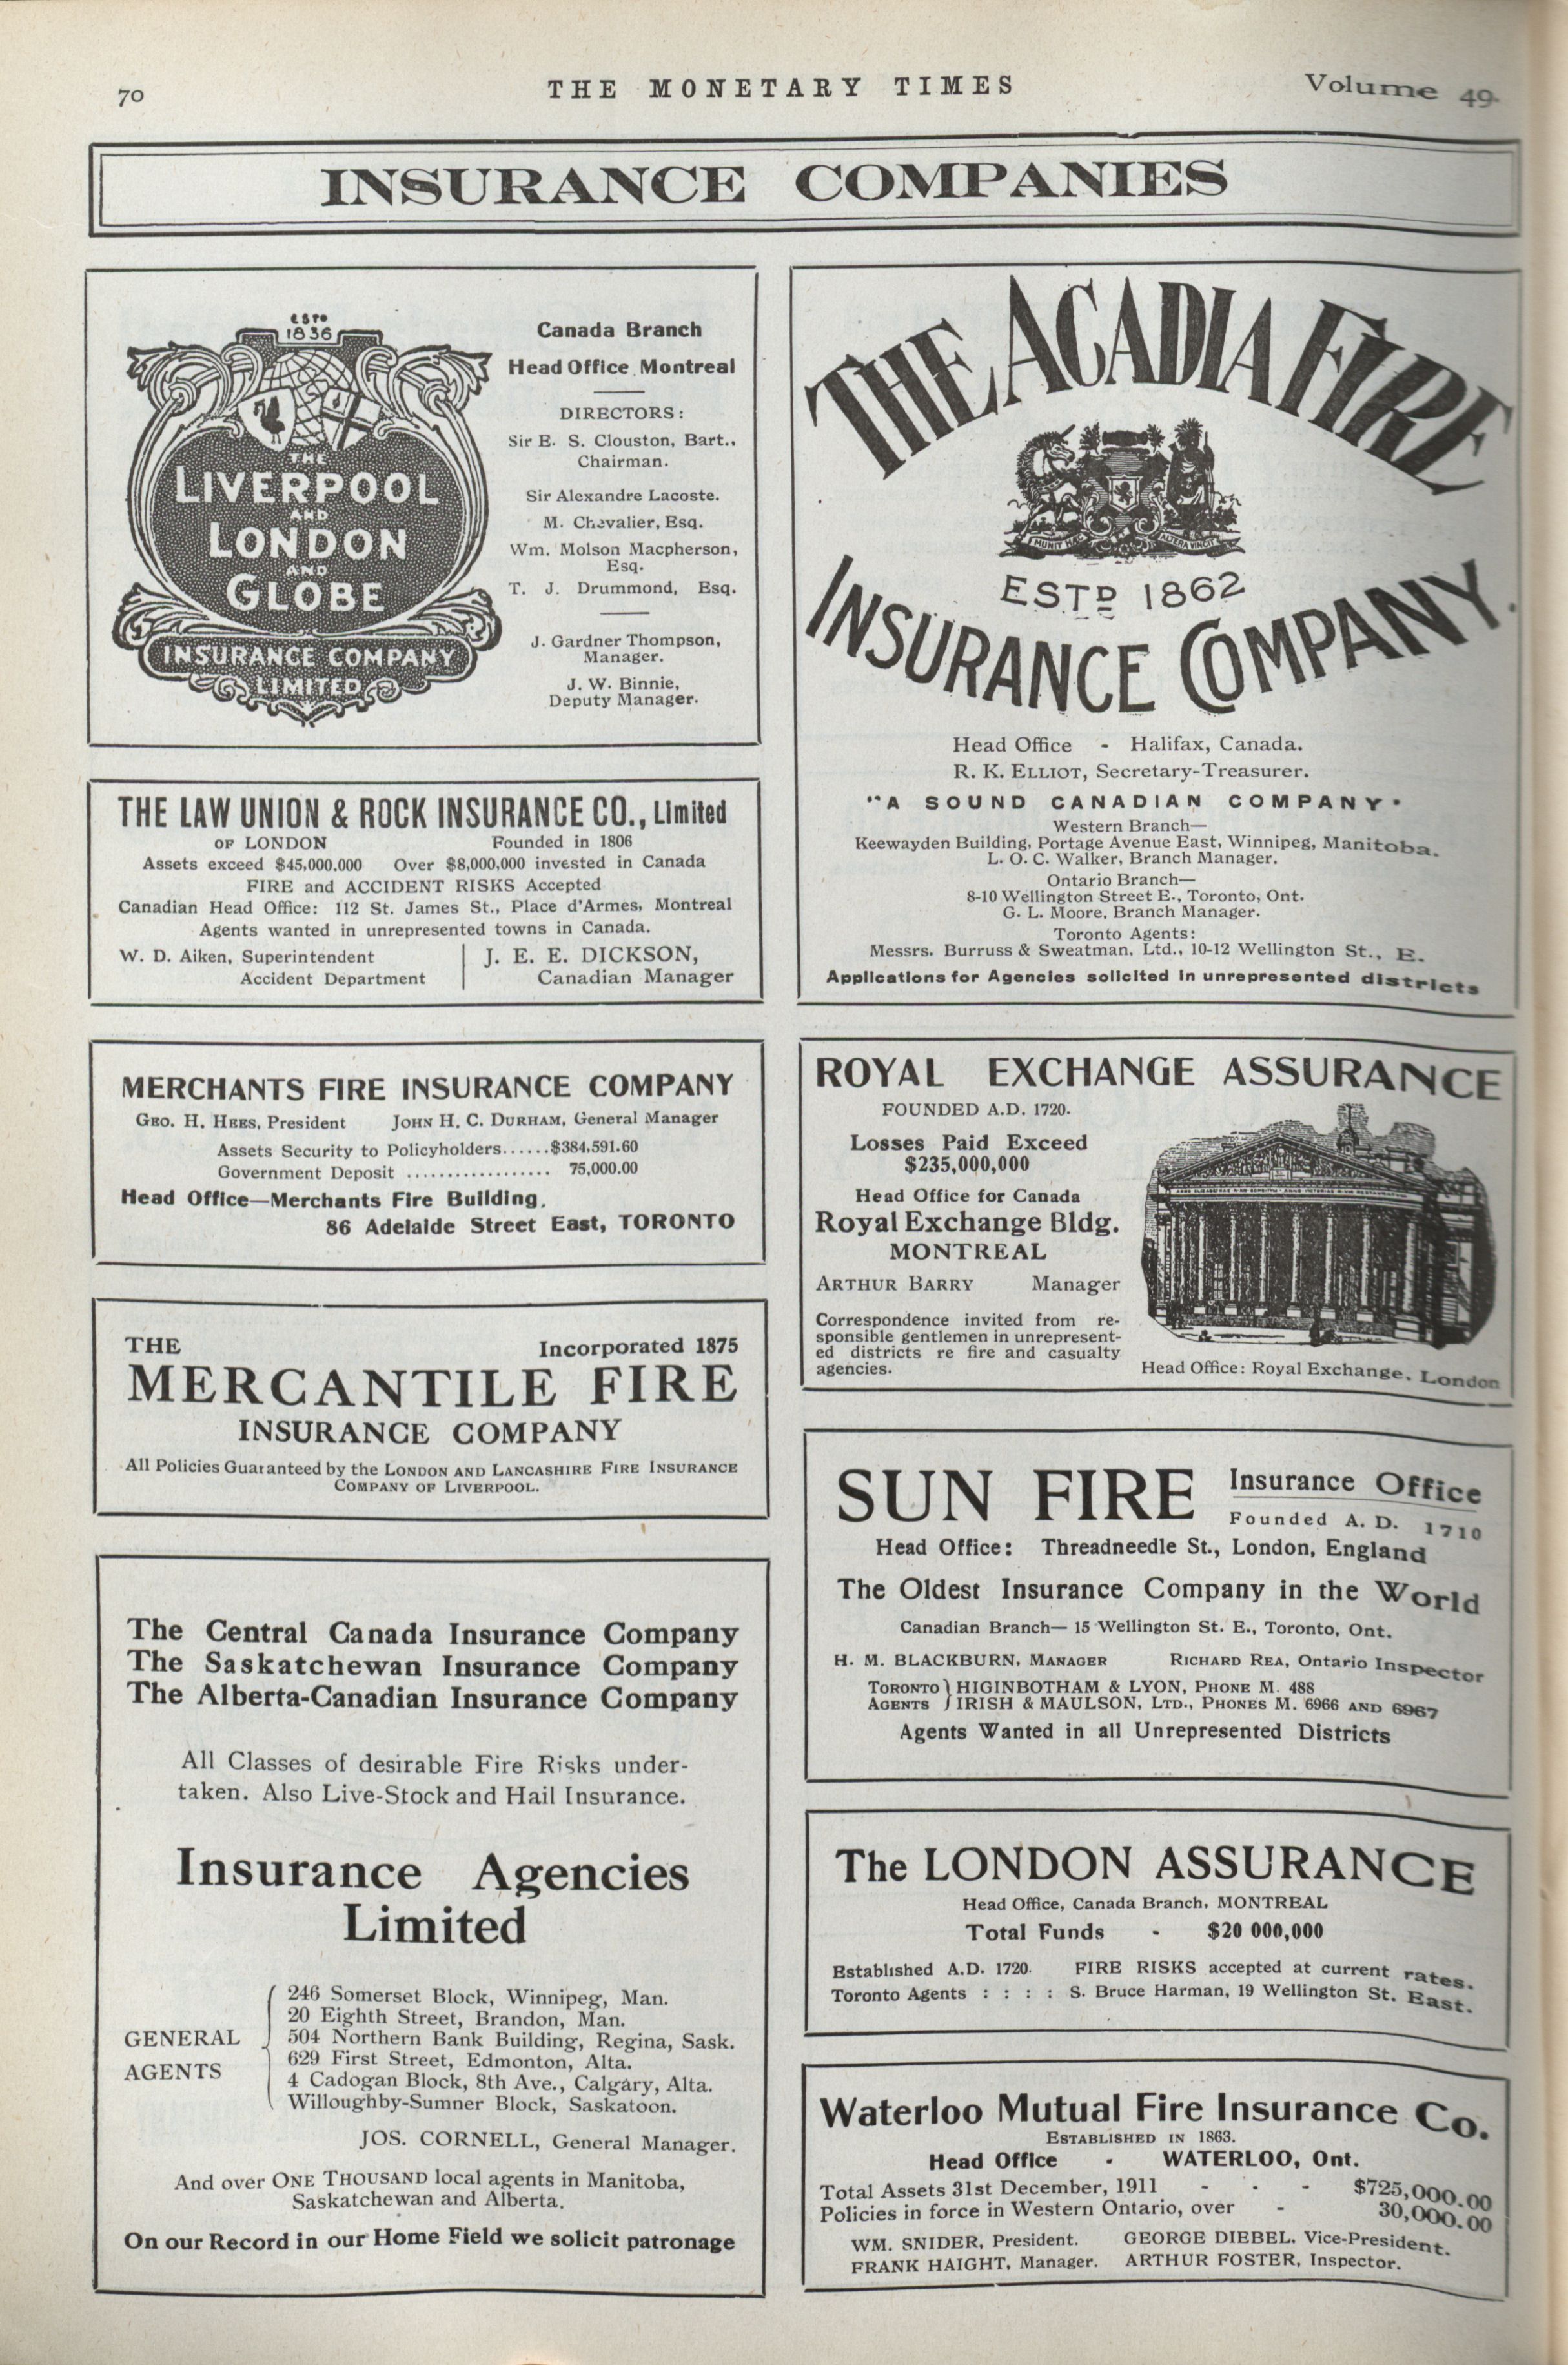 70
THE MONETARY TIMES
Volume 49.
INSURANCE COMPANIES
ESTD
1836
THE
LIVERPOOL
AND
LONDON
AND
GLOBE
INSURANCE COMPANY
LIMITED
Canada Branch
Head Office Montreal
DIRECTORS:
Sir E. S. Clouston, Bart.,
Chairman.
Sir Alexandre Lacoste.
M. Chevalier, Esq.
Wm. Molson Macpherson,
Esq.
T. J. Drummond, Esq.
J. Gardner Thompson,
Manager.
J. W. Binnie,
Deputy Manager.
THE LAW UNION & ROCK INSURANCE CO., Limited
OF LONDON Founded in 1806
Assets exceed $45,000,000 Over $8,000,000 invested in Canada
FIRE and ACCIDENT RISKS Accepted
Canadian Head Office: 112 St. James St., Place d'Armes, Montreal
Agents wanted in unrepresented towns in Canada.
W. D. Aiken, Superintendent
Accident Department
J. E. E. DICKSON,
Canadian Manager
MERCHANTS FIRE INSURANCE COMPANY
GEO. H. HEES, President JOHN H. C. DURHAM, General Manager
Assets Security to Policyholders......$384,591.60
Government Deposit .................. 75,000.00
Head Office—Merchants Fire Building,
86 Adelaide Street East, TORONTO
THE Incorporated 1875
MERCANTILE FIRE
INSURANCE COMPANY
All Policies Guaranteed by the LONDON AND LANCASHIRE FIRE INSURANCE
COMPANY OF LIVERPOOL.
The Central Canada Insurance Company
The Saskatchewan Insurance Company
The Alberta-Canadian Insurance Company
All Classes of desirable Fire Risks under-
taken. Also Live-Stock and Hail Insurance.
Insurance Agencies
Limited
GENERAL
AGENTS
246 Somerset Block, Winnipeg, Man.
20 Eighth Street, Brandon, Man.
504 Northern Bank Building, Regina, Sask.
629 First Street, Edmonton, Alta.
4 Cadogan Block, 8th Ave., Calgary, Alta.
Willoughby-Sumner Block, Saskatoon.
JOS. CORNELL, General Manager.
And over ONE THOUSAND local agents in Manitoba,
Saskatchewan and Alberta.
On our Record in our Home Field we solicit patronage
THE ACADIA FIRE
MUNIT HÆC ALTERA VINCIT
ESTD 1862
INSURANCE COMPANY.
Head Office - Halifax, Canada.
R. K. ELLIOT, Secretary-Treasurer.
"A SOUND CANADIAN COMPANY"
Western Branch—
Keewayden Building, Portage Avenue East, Winnipeg, Manitoba.
L. O. C. Walker, Branch Manager.
Ontario Branch—
8-10 Wellington Street E., Toronto, Ont.
G. L. Moore, Branch Manager.
Toronto Agents:
Messrs. Burruss & Sweatman, Ltd., 10-12 Wellington St., E.
Applications for Agencies solicited in unrepresented districts
ROYAL EXCHANGE ASSURANCE
FOUNDED A.D. 1720.
Losses Paid Exceed
$235,000,000
Head Office for Canada
Royal Exchange Bldg.
MONTREAL
ARTHUR BARRY Manager
Correspondence invited from re-
sponsible gentlemen in unrepresent-
ed districts re fire and casualty
agencies.
Head Office: Royal Exchange, London
SUN FIRE Insurance Office
Founded A. D. 1710
Head Office: Threadneedle St., London, England
The Oldest Insurance Company in the World
Canadian Branch— 15 Wellington St. E., Toronto, Ont.
H. M. BLACKBURN, MANAGER RICHARD REA, Ontario Inspector
TORONTO } HIGINBOTHAM & LYON, PHONE M. 488
AGENTS } IRISH & MAULSON, LTD., PHONES M. 6966 AND 6967
Agents Wanted in all Unrepresented Districts
The LONDON ASSURANCE
Head Office, Canada Branch, MONTREAL
Total Funds - $20 000,000
Established A.D. 1720. FIRE RISKS accepted at current rates.
Toronto Agents : : : : S. Bruce Harman, 19 Wellington St. East.
Waterloo Mutual Fire Insurance Co.
ESTABLISHED IN 1863.
Head Office - WATERLOO, Ont.
Total Assets 31st December, 1911 - - - $725,000.00
Policies in force in Western Ontario, over - 30,000.00
WM. SNIDER, President. GEORGE DIEBEL, Vice-President.
FRANK HAIGHT, Manager. ARTHUR FOSTER, Inspector.